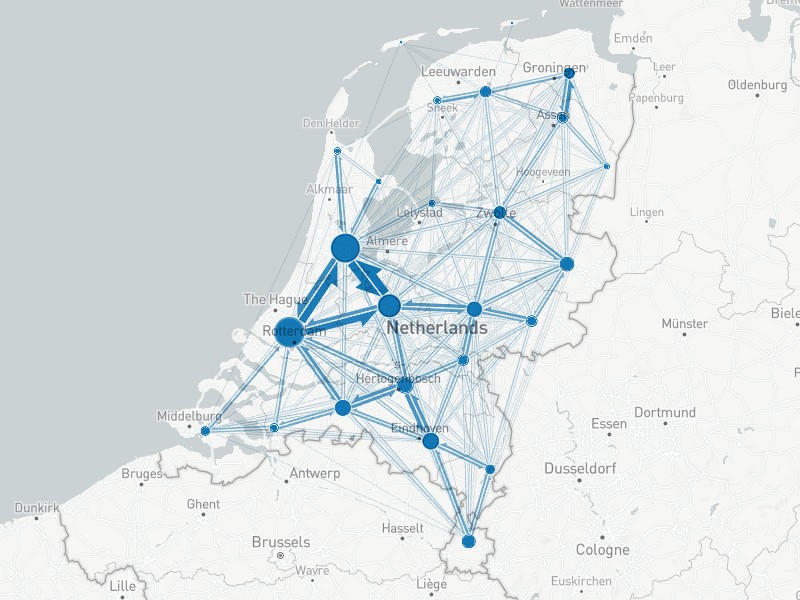 Wattenmeer
Emden
Leeuwarden
Groningen
Leer
Oldenburg
Sneek
Papenburg
Den Helder
Hoogeveen
Alkmaar
Lelystad
Zwolle
Lingen
Almere
The Hague
Rotterdam
Netherlands
Münster
's-
Hertogenbosch
Middelburg
Eindhoven
Essen
Dortmund
Bruges
Antwerp
Dusseldorf
Dunkirk
Ghent
Hasselt
Brussels
Cologne
Wavre
Lille
Liège
Euskirchen